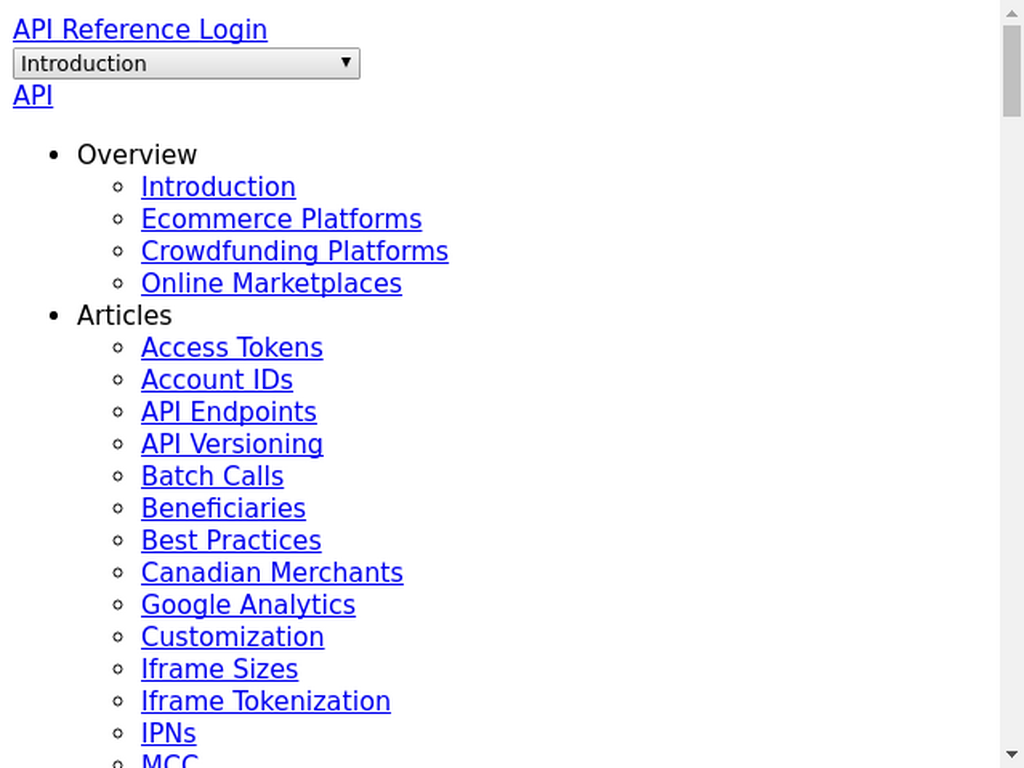 API Reference Login
Introduction
API
Overview
Introduction
Ecommerce Platforms
Crowdfunding Platforms
Online Marketplaces
Articles
Access Tokens
Account IDs
API Endpoints
API Versioning
Batch Calls
Beneficiaries
Best Practices
Canadian Merchants
Google Analytics
Customization
Iframe Sizes
Iframe Tokenization
IPNs
MCC